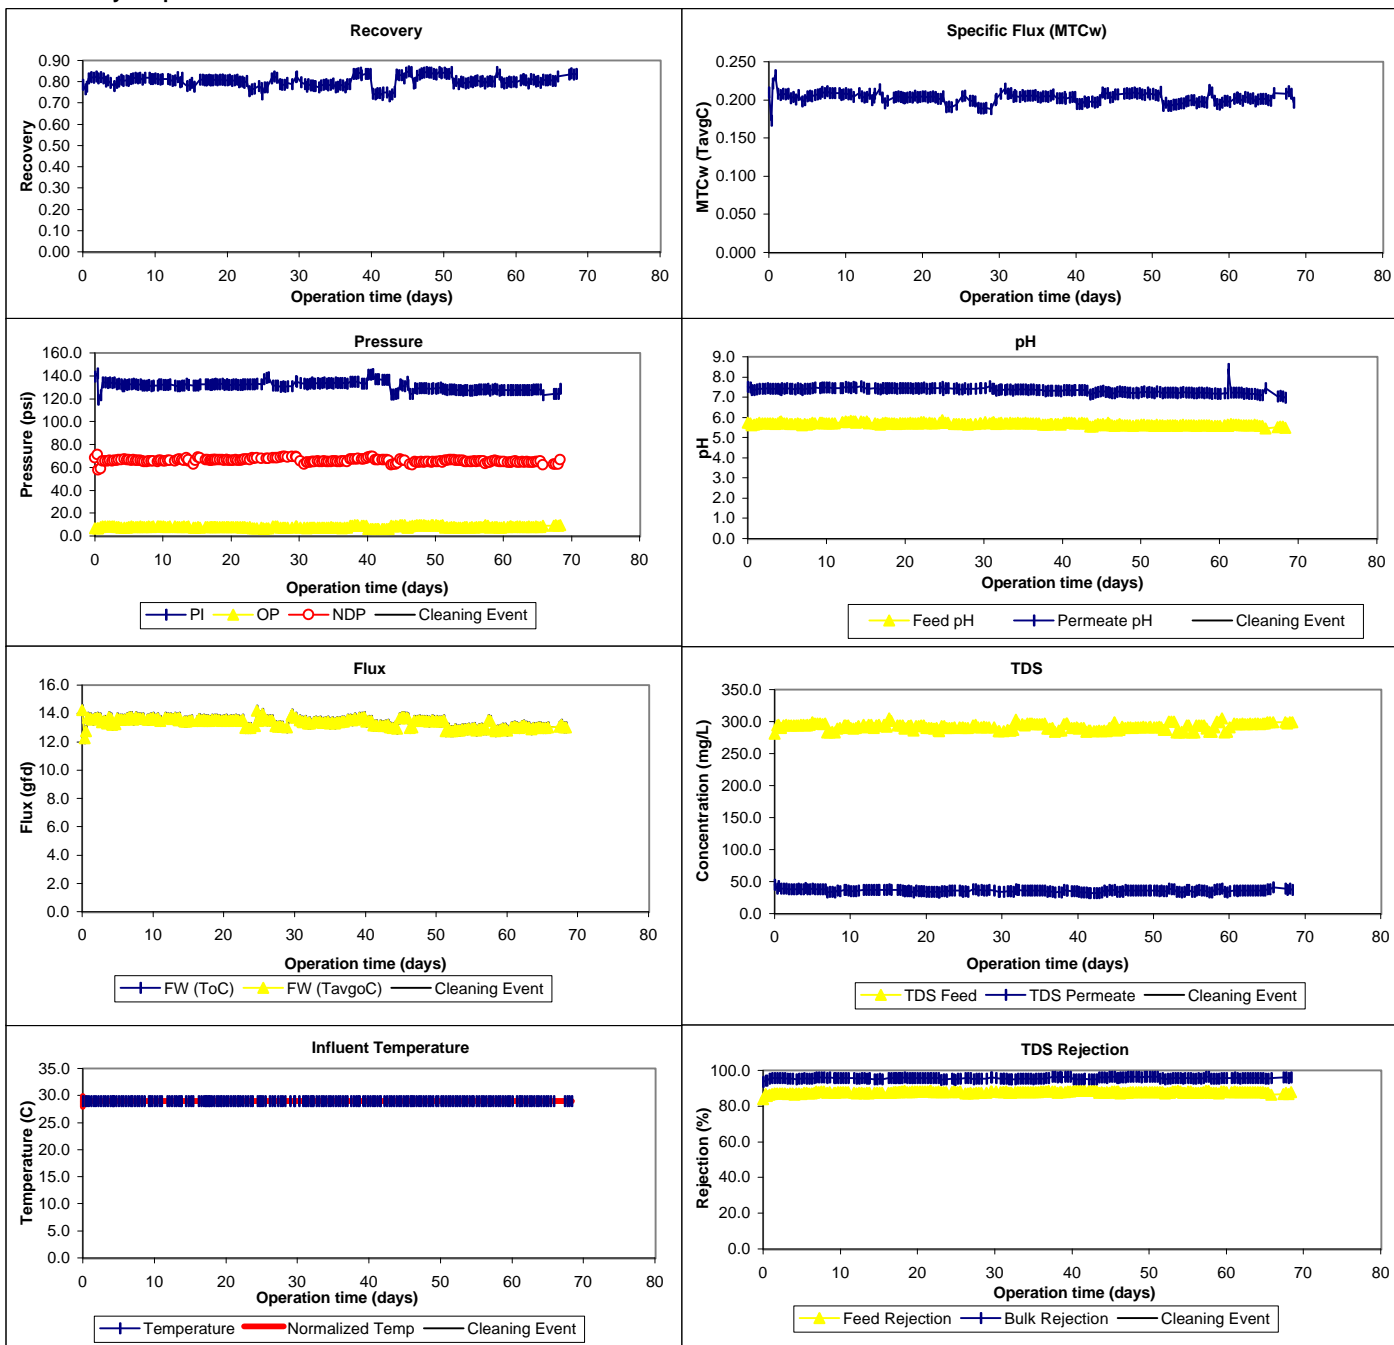 Recovery
0.90
0.80
0.70
0.60
0.50
0.40
0.30
0.20
0.10
0.00
Recovery
0 10 20 30 40 50 60 70 80
Operation time (days)
Specific Flux (MTCw)
0.250
0.200
0.150
0.100
0.050
0.000
MTCw (TavgC)
0 10 20 30 40 50 60 70 80
Operation time (days)
Pressure
160.0
140.0
120.0
100.0
80.0
60.0
40.0
20.0
0.0
Pressure (psi)
0 10 20 30 40 50 60 70 80
Operation time (days)
PI OP NDP Cleaning Event
pH
9.0
8.0
7.0
6.0
5.0
4.0
3.0
2.0
1.0
0.0
pH
0 10 20 30 40 50 60 70 80
Operation time (days)
Feed pH Permeate pH Cleaning Event
Flux
16.0
14.0
12.0
10.0
8.0
6.0
4.0
2.0
0.0
Flux (gfd)
0 10 20 30 40 50 60 70 80
Operation time (days)
FW (ToC) FW (TavgoC) Cleaning Event
TDS
350.0
300.0
250.0
200.0
150.0
100.0
50.0
0.0
Concentration (mg/L)
0 10 20 30 40 50 60 70 80
Operation time (days)
TDS Feed TDS Permeate Cleaning Event
Influent Temperature
35.0
30.0
25.0
20.0
15.0
10.0
5.0
0.0
Temperature (C)
0 10 20 30 40 50 60 70 80
Operation time (days)
Temperature Normalized Temp Cleaning Event
TDS Rejection
100.0
80.0
60.0
40.0
20.0
0.0
Rejection (%)
0 10 20 30 40 50 60 70 80
Operation time (days)
Feed Rejection Bulk Rejection Cleaning Event